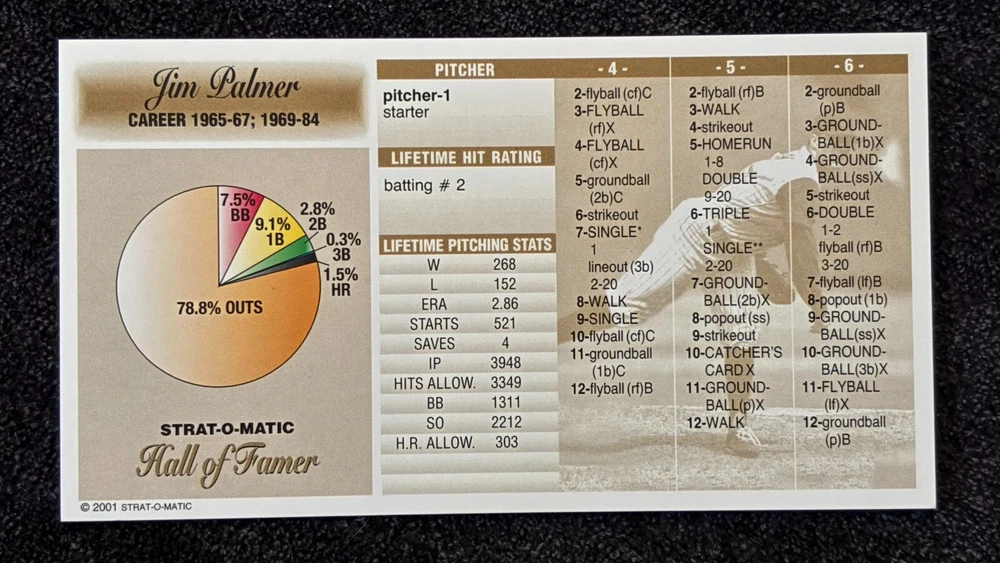 Jim Palmer
CAREER 1965-67; 1969-84
7.5%
BB
9.1%
1B
2.8%
2B
0.3%
3B
1.5%
HR
78.8% OUTS
STRAT-O-MATIC
Hall of Famer
© 2001 STRAT-O-MATIC
PITCHER
pitcher-1
starter
LIFETIME HIT RATING
batting # 2
LIFETIME PITCHING STATS
W 268
L 152
ERA 2.86
STARTS 521
SAVES 4
IP 3948
HITS ALLOW. 3349
BB 1311
SO 2212
H.R. ALLOW. 303
- 4 -
2-flyball (cf)C
3-FLYBALL
(rf)X
4-FLYBALL
(cf)X
5-groundball
(2b)C
6-strikeout
7-SINGLE*
1
lineout (3b)
2-20
8-WALK
9-SINGLE
10-flyball (cf)C
11-groundball
(1b)C
12-flyball (rf)B
- 5 -
2-flyball (rf)B
3-WALK
4-strikeout
5-HOMERUN
1-8
DOUBLE
9-20
6-TRIPLE
1
SINGLE**
2-20
7-GROUND-
BALL(2b)X
8-popout (ss)
9-strikeout
10-CATCHER'S
CARD X
11-GROUND-
BALL(p)X
12-WALK
- 6 -
2-groundball
(p)B
3-GROUND-
BALL(1b)X
4-GROUND-
BALL(ss)X
5-strikeout
6-DOUBLE
1-2
flyball (rf)B
3-20
7-flyball (lf)B
8-popout (1b)
9-GROUND-
BALL(ss)X
10-GROUND-
BALL(3b)X
11-FLYBALL
(lf)X
12-groundball
(p)B